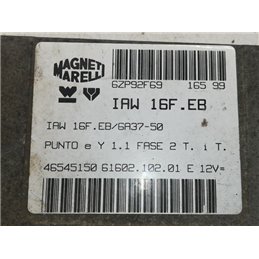 MAGNETI
MARELLI
6ZP92F69 165 99
IAW 16F.EB
IAW 16F.EB/6A37-50
PUNTO e Y 1.1 FASE 2 T. i T.
46545150 61602.102.01 E 12V=